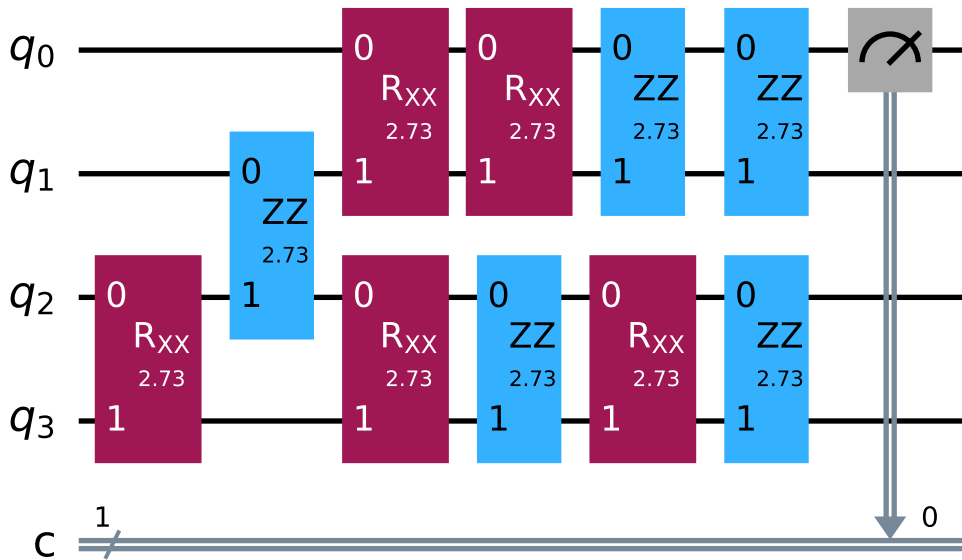 q0 0 0 0 0
RXX RXX ZZ ZZ
2.73 2.73 2.73 2.73
q1 0 1 1 1 1
ZZ
2.73
q2 0 1 0 0 0 0
RXX RXX ZZ RXX ZZ
2.73 2.73 2.73 2.73 2.73
q3 1 1 1 1 1
1 0
c